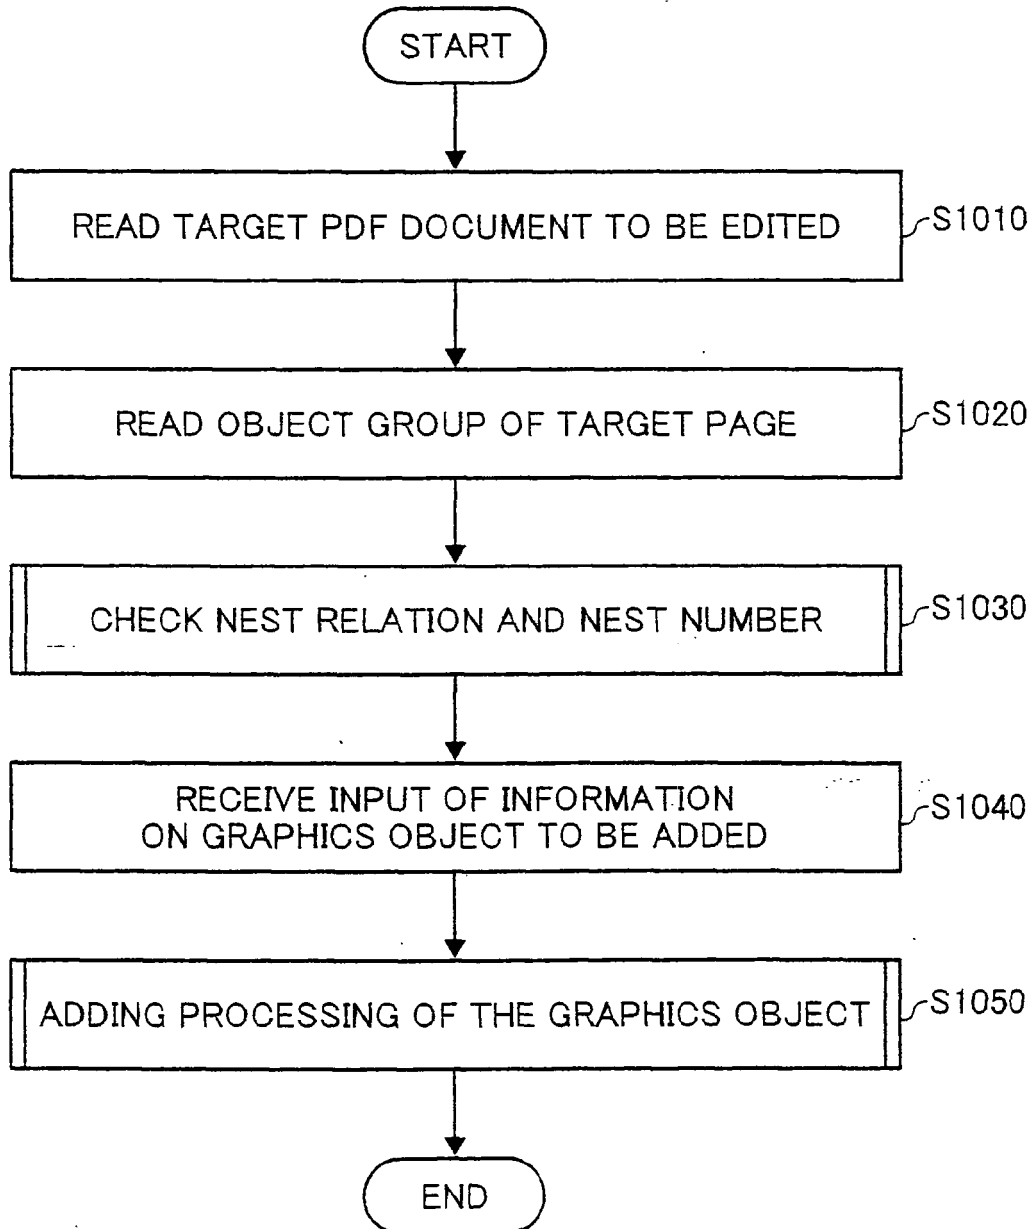 START
READ TARGET PDF DOCUMENT TO BE EDITED
S1010
READ OBJECT GROUP OF TARGET PAGE
S1020
CHECK NEST RELATION AND NEST NUMBER
S1030
RECEIVE INPUT OF INFORMATION
ON GRAPHICS OBJECT TO BE ADDED
S1040
ADDING PROCESSING OF THE GRAPHICS OBJECT
S1050
END